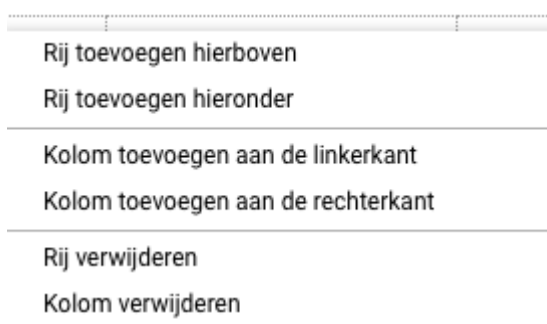 Rij toevoegen hierboven
Rij toevoegen hieronder
Kolom toevoegen aan de linkerkant
Kolom toevoegen aan de rechterkant
Rij verwijderen
Kolom verwijderen